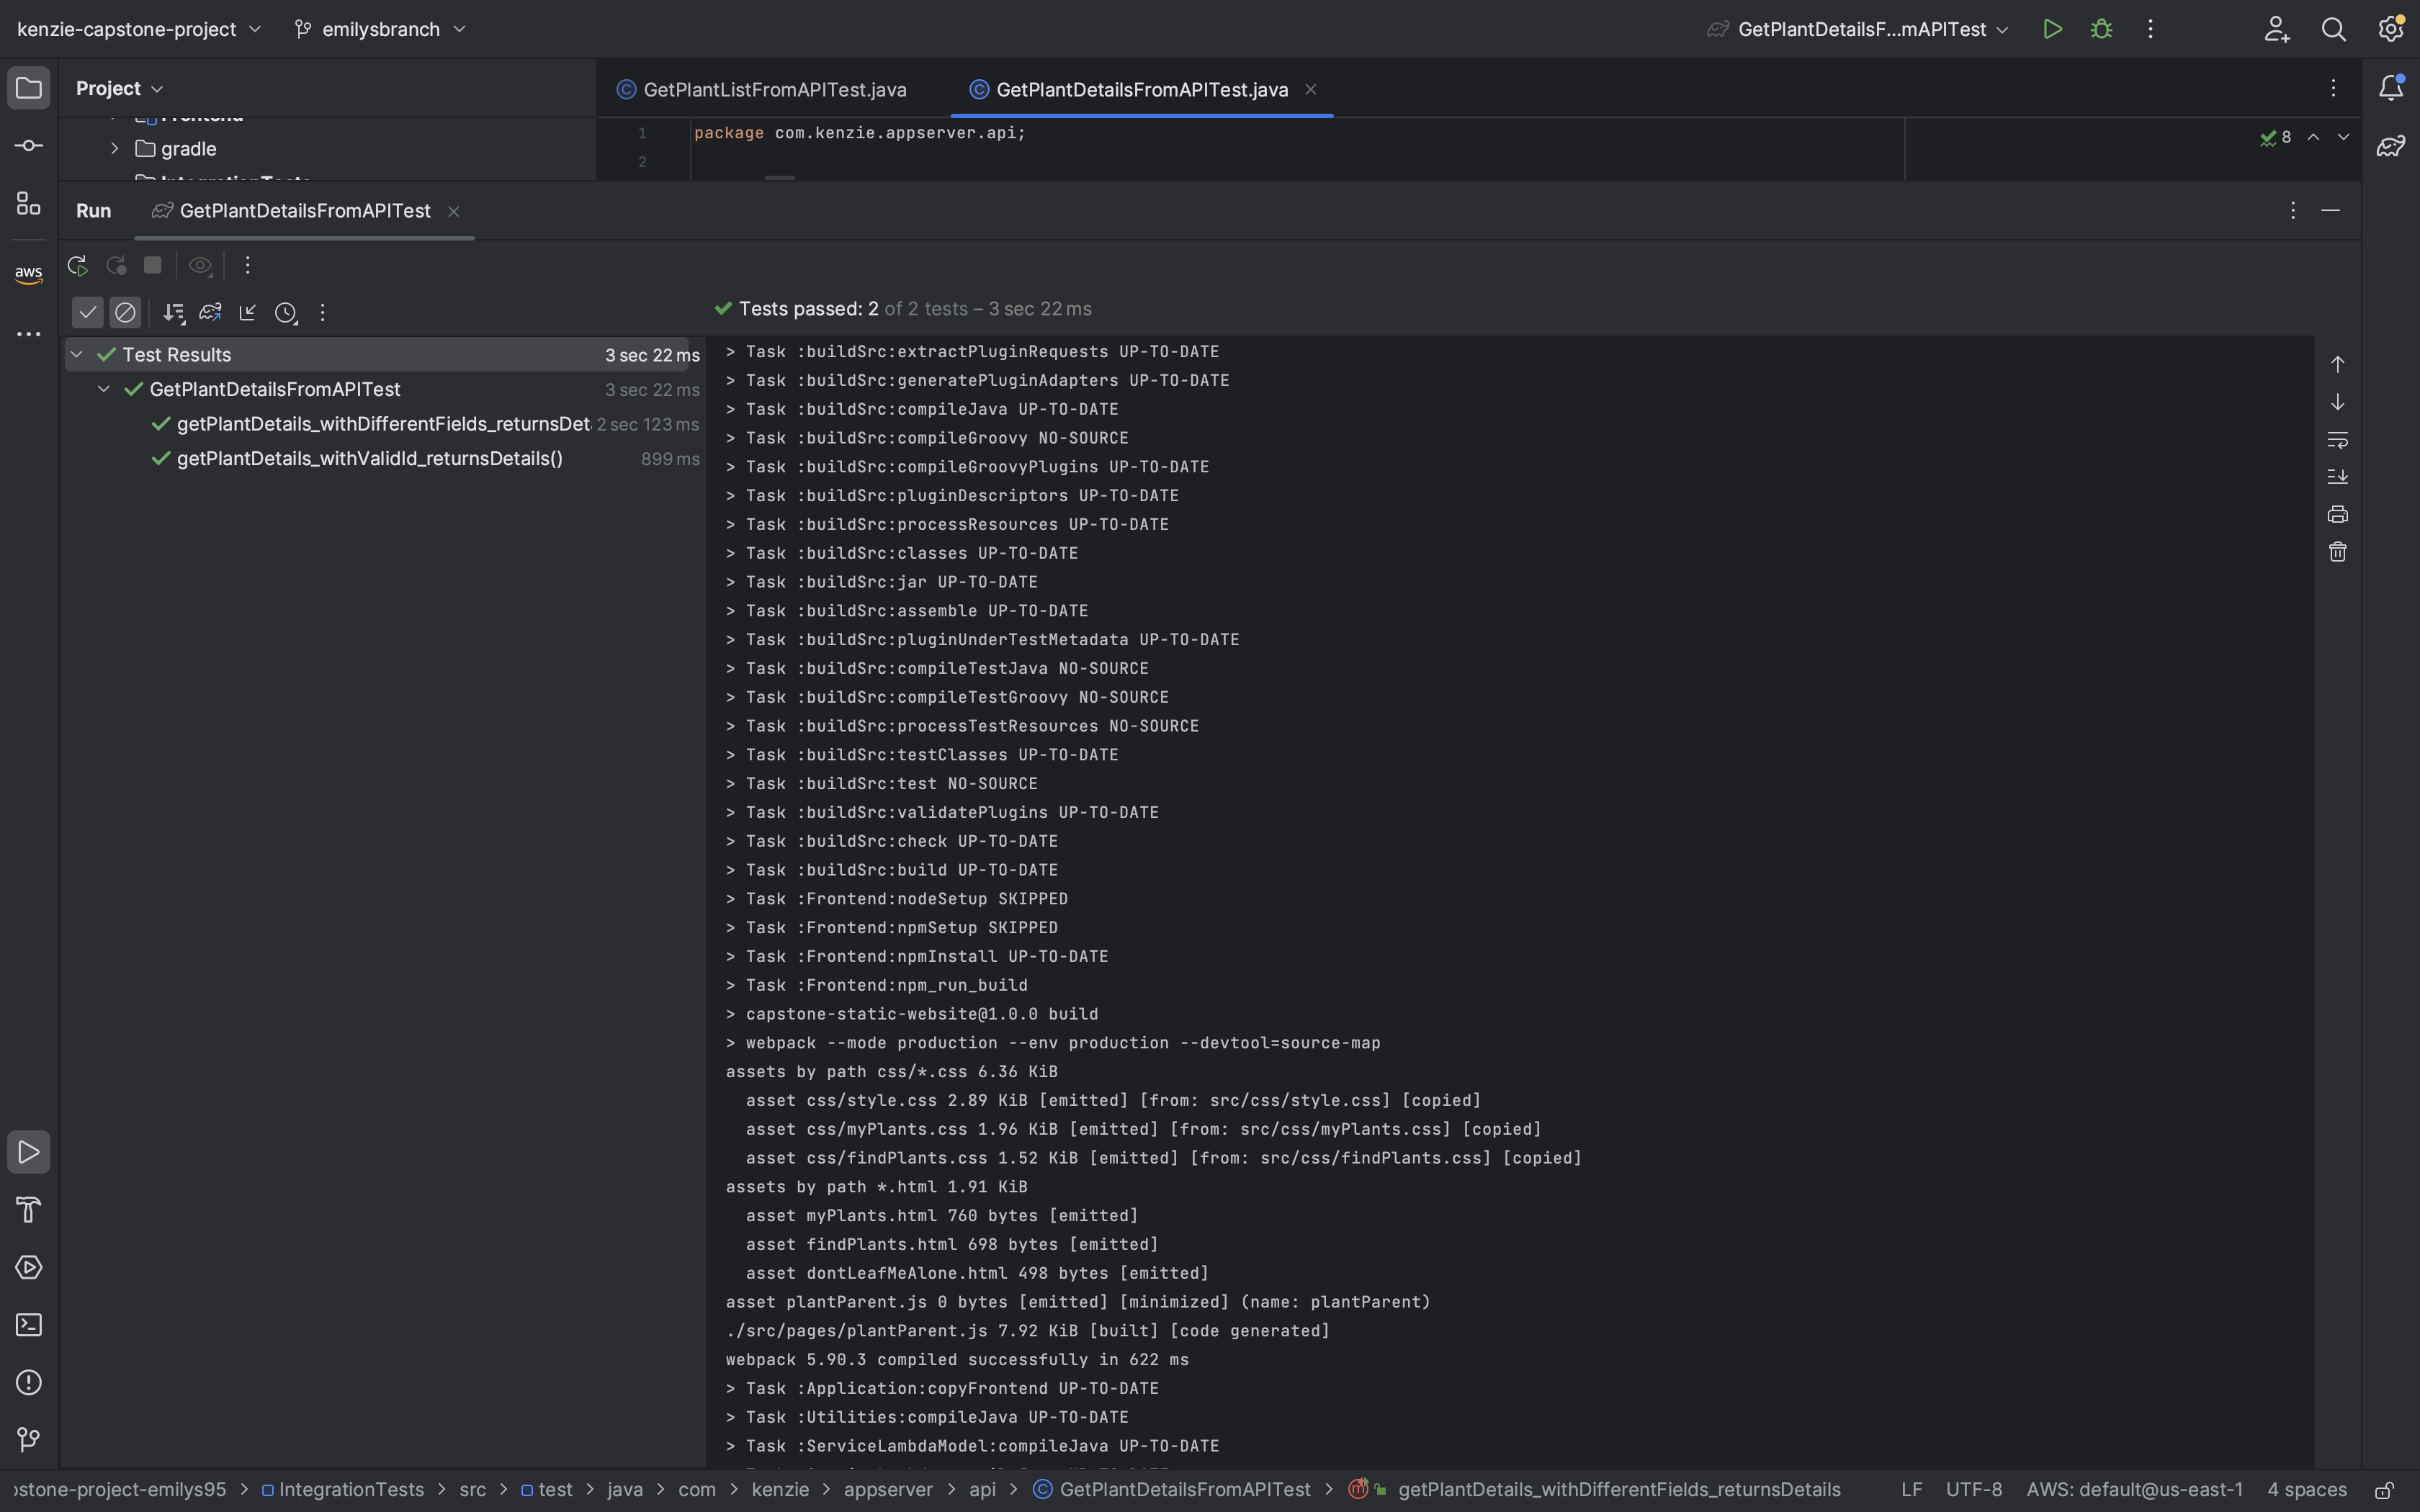 kenzie-capstone-project emilysbranch GetPlantDetailsF...mAPITest
Project GetPlantListFromAPITest.java GetPlantDetailsFromAPITest.java
Frontend
gradle
IntegrationTests
1 package com.kenzie.appserver.api; 8
2
Run GetPlantDetailsFromAPITest
aws
Tests passed: 2 of 2 tests – 3 sec 22 ms
Test Results 3 sec 22 ms
GetPlantDetailsFromAPITest 3 sec 22 ms
getPlantDetails_withDifferentFields_returnsDet 2 sec 123 ms
getPlantDetails_withValidId_returnsDetails() 899 ms
> Task :buildSrc:extractPluginRequests UP-TO-DATE
> Task :buildSrc:generatePluginAdapters UP-TO-DATE
> Task :buildSrc:compileJava UP-TO-DATE
> Task :buildSrc:compileGroovy NO-SOURCE
> Task :buildSrc:compileGroovyPlugins UP-TO-DATE
> Task :buildSrc:pluginDescriptors UP-TO-DATE
> Task :buildSrc:processResources UP-TO-DATE
> Task :buildSrc:classes UP-TO-DATE
> Task :buildSrc:jar UP-TO-DATE
> Task :buildSrc:assemble UP-TO-DATE
> Task :buildSrc:pluginUnderTestMetadata UP-TO-DATE
> Task :buildSrc:compileTestJava NO-SOURCE
> Task :buildSrc:compileTestGroovy NO-SOURCE
> Task :buildSrc:processTestResources NO-SOURCE
> Task :buildSrc:testClasses UP-TO-DATE
> Task :buildSrc:test NO-SOURCE
> Task :buildSrc:validatePlugins UP-TO-DATE
> Task :buildSrc:check UP-TO-DATE
> Task :buildSrc:build UP-TO-DATE
> Task :Frontend:nodeSetup SKIPPED
> Task :Frontend:npmSetup SKIPPED
> Task :Frontend:npmInstall UP-TO-DATE
> Task :Frontend:npm_run_build
> capstone-static-website@1.0.0 build
> webpack --mode production --env production --devtool=source-map
assets by path css/*.css 6.36 KiB
asset css/style.css 2.89 KiB [emitted] [from: src/css/style.css] [copied]
asset css/myPlants.css 1.96 KiB [emitted] [from: src/css/myPlants.css] [copied]
asset css/findPlants.css 1.52 KiB [emitted] [from: src/css/findPlants.css] [copied]
assets by path *.html 1.91 KiB
asset myPlants.html 760 bytes [emitted]
asset findPlants.html 698 bytes [emitted]
asset dontLeafMeAlone.html 498 bytes [emitted]
asset plantParent.js 0 bytes [emitted] [minimized] (name: plantParent)
./src/pages/plantParent.js 7.92 KiB [built] [code generated]
webpack 5.90.3 compiled successfully in 622 ms
> Task :Application:copyFrontend UP-TO-DATE
> Task :Utilities:compileJava UP-TO-DATE
> Task :ServiceLambdaModel:compileJava UP-TO-DATE
pstone-project-emilys95 > IntegrationTests > src > test > java > com > kenzie > appserver > api > GetPlantDetailsFromAPITest > getPlantDetails_withDifferentFields_returnsDetails LF UTF-8 AWS: default@us-east-1 4 spaces